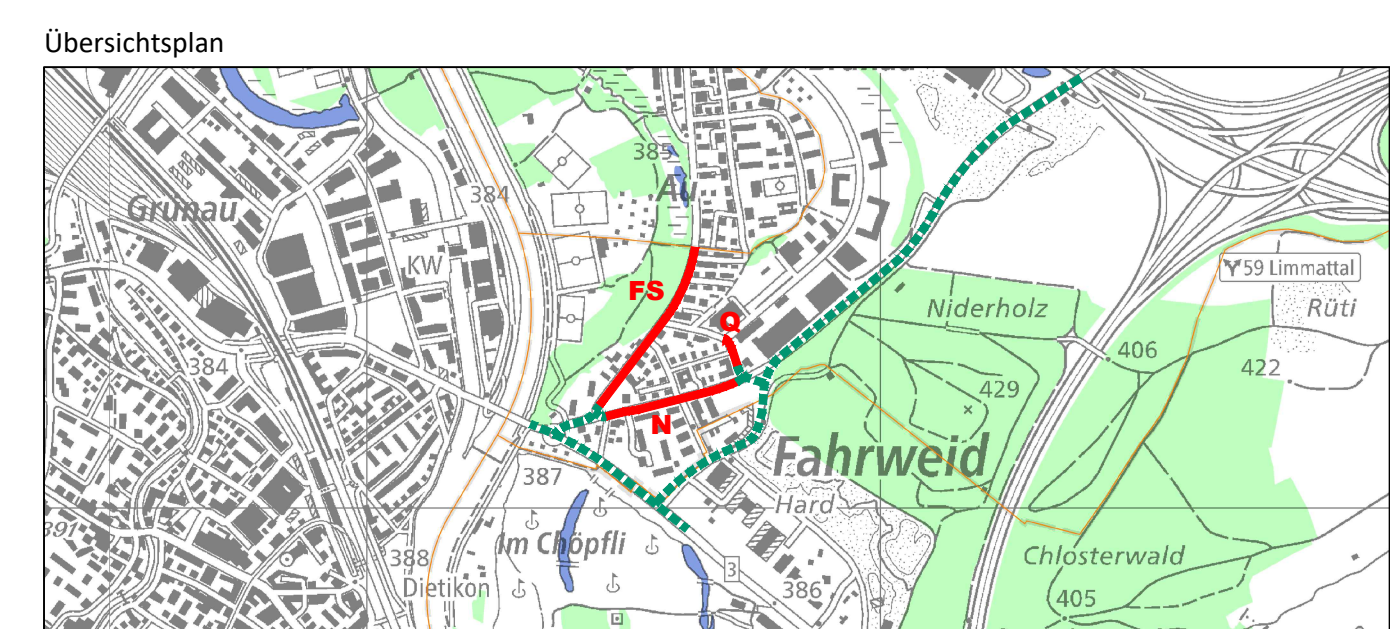 Übersichtsplan
385
Au
384
Grünau
KW
FS
59 Limmattal
Niderholz
Rüti
Q
406
384
422
429
N
Fahrweid
387
Hard
391
Im Chöpfli
388
3
Chlosterwald
Dietikon
386
405